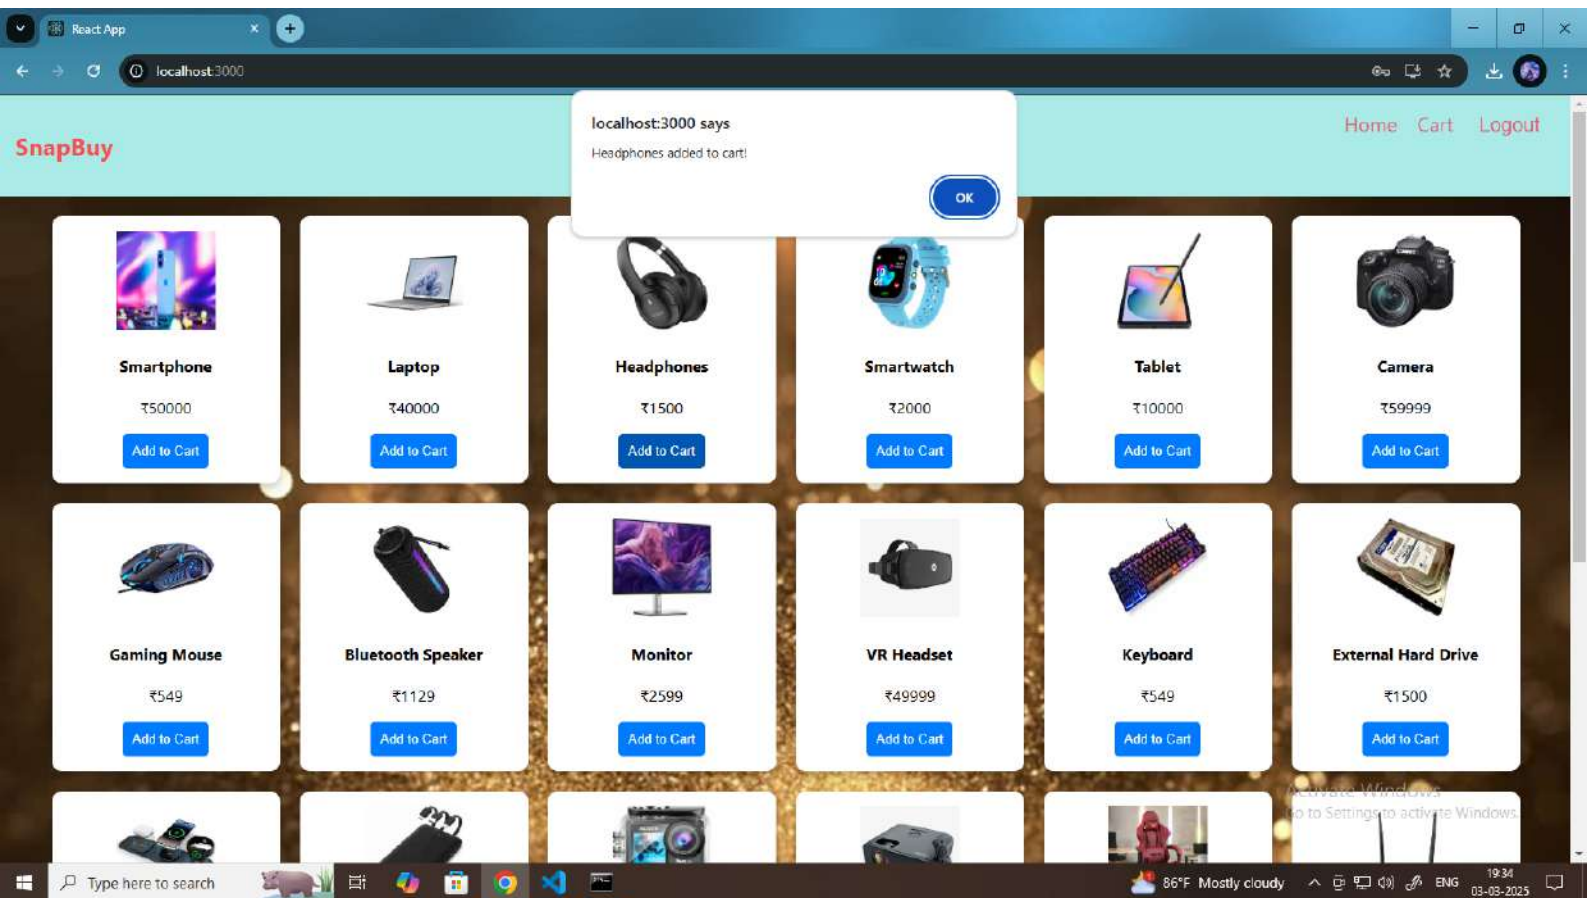 React App
localhost:3000
localhost:3000 says
Headphones added to cart!
OK
SnapBuy
Home Cart Logout
Smartphone Laptop Headphones Smartwatch Tablet Camera
₹50000 ₹40000 ₹1500 ₹2000 ₹10000 ₹59999
Add to Cart Add to Cart Add to Cart Add to Cart Add to Cart Add to Cart
Gaming Mouse Bluetooth Speaker Monitor VR Headset Keyboard External Hard Drive
₹549 ₹1129 ₹2599 ₹49999 ₹549 ₹1500
Add to Cart Add to Cart Add to Cart Add to Cart Add to Cart Add to Cart
Activate Windows
Go to Settings to activate Windows.
Type here to search
86°F Mostly cloudy
ENG
19:34
03-03-2025